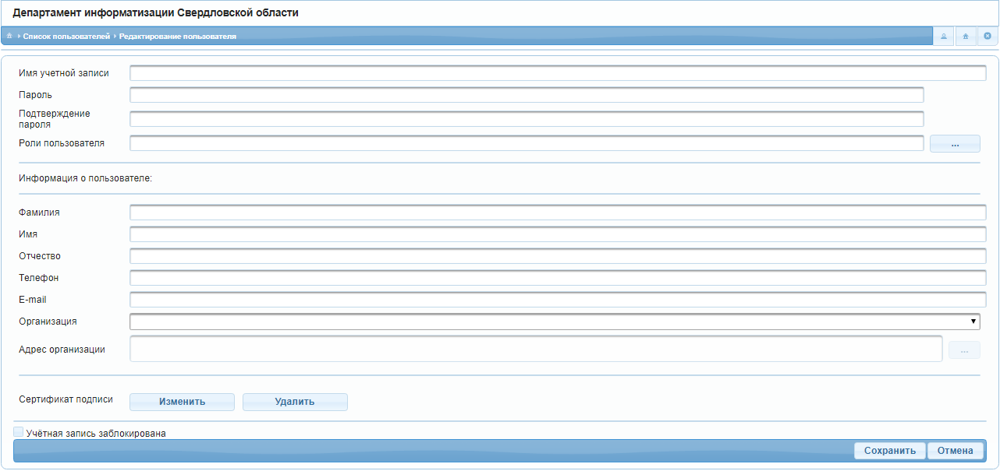 Департамент информатизации Свердловской области
Список пользователей Редактирование пользователя
Имя учетной записи
Пароль
Подтверждение
пароля
Роли пользователя
...
Информация о пользователе:
Фамилия
Имя
Отчество
Телефон
E-mail
Организация
Адрес организации
...
Сертификат подписи Изменить Удалить
Учётная запись заблокирована
Сохранить Отмена